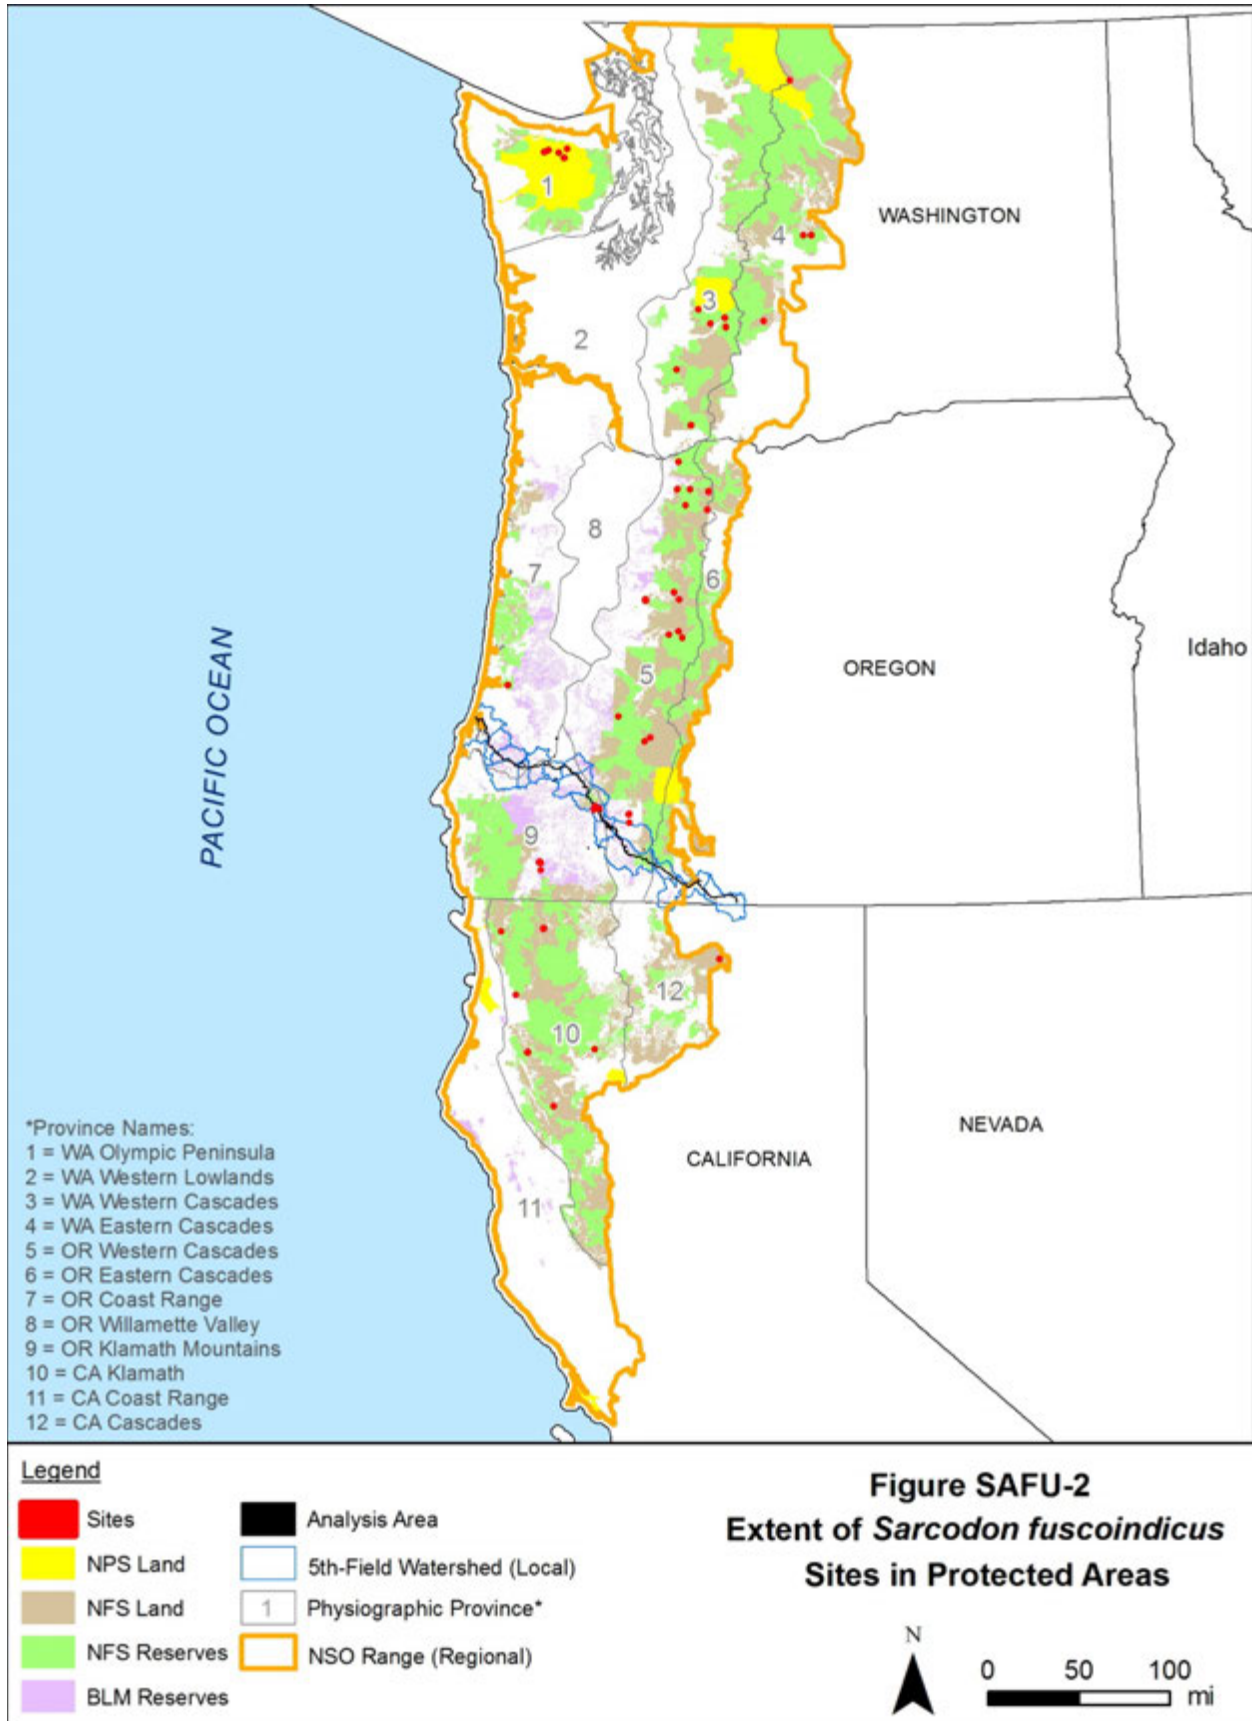 WASHINGTON
1
4
3
2
8
7
6
Idaho
OREGON
5
PACIFIC OCEAN
9
12
10
NEVADA
CALIFORNIA
11
*Province Names:
1 = WA Olympic Peninsula
2 = WA Western Lowlands
3 = WA Western Cascades
4 = WA Eastern Cascades
5 = OR Western Cascades
6 = OR Eastern Cascades
7 = OR Coast Range
8 = OR Willamette Valley
9 = OR Klamath Mountains
10 = CA Klamath
11 = CA Coast Range
12 = CA Cascades
Legend
Sites
NPS Land
NFS Land
NFS Reserves
BLM Reserves
Analysis Area
5th-Field Watershed (Local)
1 Physiographic Province*
NSO Range (Regional)
Figure SAFU-2
Extent of Sarcodon fuscoindicus
Sites in Protected Areas
N
0 50 100
mi